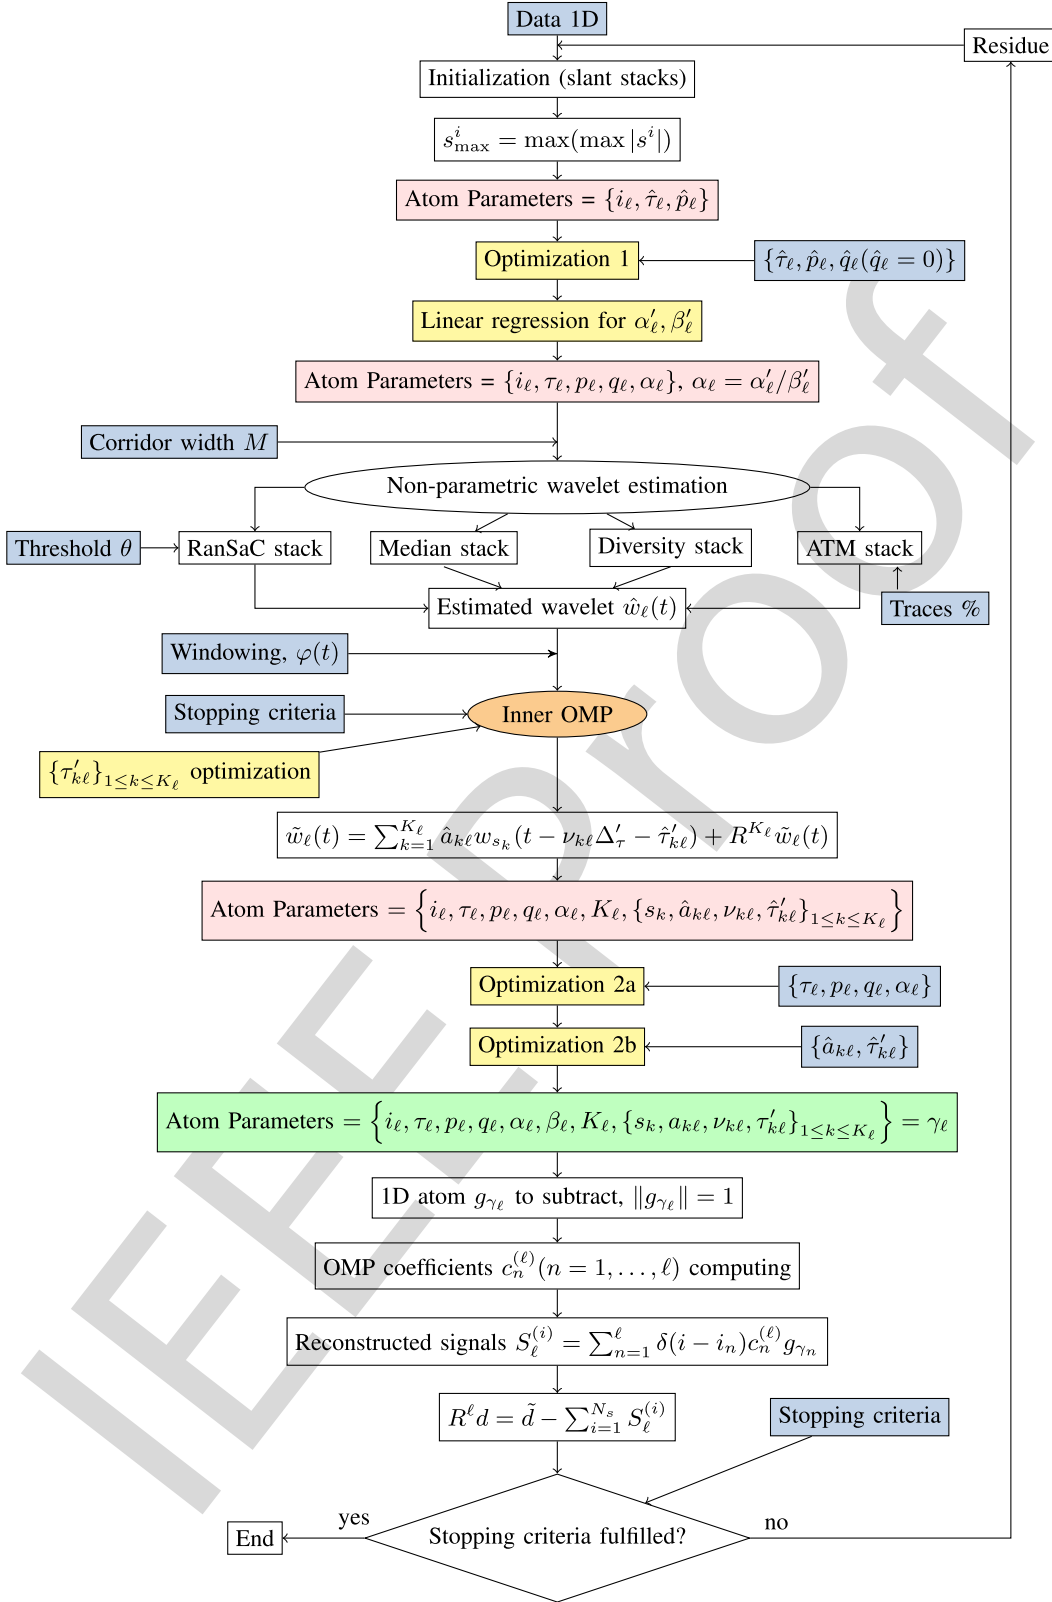 Data 1D
Residue
Initialization (slant stacks)
$s^i_{\max} = \max(\max |s^i|)$
Atom Parameters = $\{i_\ell, \hat{\tau}_\ell, \hat{p}_\ell\}$
Optimization 1
$\{\hat{\tau}_\ell, \hat{p}_\ell, \hat{q}_\ell(\hat{q}_\ell = 0)\}$
Linear regression for $\alpha'_\ell, \beta'_\ell$
Atom Parameters = $\{i_\ell, \tau_\ell, p_\ell, q_\ell, \alpha_\ell\}$, $\alpha_\ell = \alpha'_\ell/\beta'_\ell$
Corridor width $M$
Non-parametric wavelet estimation
Threshold $\theta$
RanSaC stack
Median stack
Diversity stack
ATM stack
Estimated wavelet $\hat{w}_\ell(t)$
Traces %
Windowing, $\varphi(t)$
Stopping criteria
Inner OMP
$\{\tau'_{k\ell}\}_{1 \leq k \leq K_\ell}$ optimization
$\tilde{w}_\ell(t) = \sum_{k=1}^{K_\ell} \hat{a}_{k\ell} w_{s_k}(t - \nu_{k\ell}\Delta'_\tau - \hat{\tau}'_{k\ell}) + R^{K_\ell}\tilde{w}_\ell(t)$
Atom Parameters = $\left\{i_\ell, \tau_\ell, p_\ell, q_\ell, \alpha_\ell, K_\ell, \{s_k, \hat{a}_{k\ell}, \nu_{k\ell}, \hat{\tau}'_{k\ell}\}_{1 \leq k \leq K_\ell}\right\}$
Optimization 2a
$\{\tau_\ell, p_\ell, q_\ell, \alpha_\ell\}$
Optimization 2b
$\{\hat{a}_{k\ell}, \hat{\tau}'_{k\ell}\}$
Atom Parameters = $\left\{i_\ell, \tau_\ell, p_\ell, q_\ell, \alpha_\ell, \beta_\ell, K_\ell, \{s_k, a_{k\ell}, \nu_{k\ell}, \tau'_{k\ell}\}_{1 \leq k \leq K_\ell}\right\} = \gamma_\ell$
1D atom $g_{\gamma_\ell}$ to subtract, $\|g_{\gamma_\ell}\| = 1$
OMP coefficients $c_n^{(\ell)}(n = 1, \ldots, \ell)$ computing
Reconstructed signals $S_\ell^{(i)} = \sum_{n=1}^{\ell} \delta(i - i_n) c_n^{(\ell)} g_{\gamma_n}$
$R^\ell d = \tilde{d} - \sum_{i=1}^{N_s} S_\ell^{(i)}$
Stopping criteria
Stopping criteria fulfilled?
yes
no
End
IEEE Proof